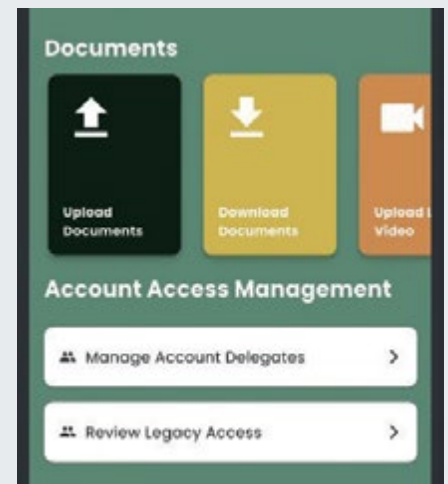 Documents
Upload
Documents
Download
Documents
Upload
Video
Account Access Management
Manage Account Delegates
Review Legacy Access